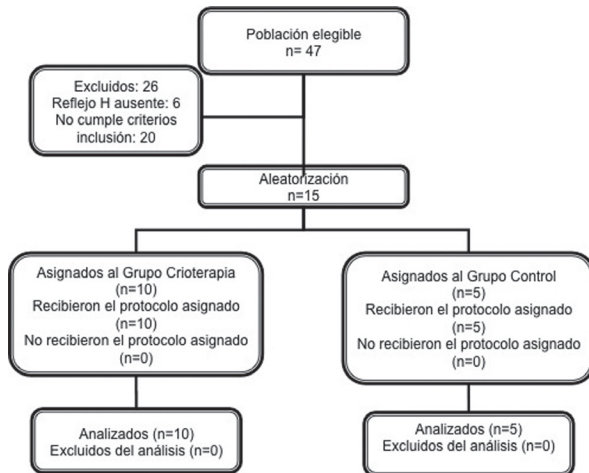 Población elegible
n= 47
Excluidos: 26
Reflejo H ausente: 6
No cumple criterios
inclusión: 20
Aleatorización
n=15
Asignados al Grupo Crioterapia
(n=10)
Recibieron el protocolo asignado
(n=10)
No recibieron el protocolo asignado
(n=0)
Asignados al Grupo Control
(n=5)
Recibieron el protocolo asignado
(n=5)
No recibieron el protocolo asignado
(n=0)
Analizados (n=10)
Excluidos del análisis (n=0)
Analizados (n=5)
Excluidos del análisis (n=0)